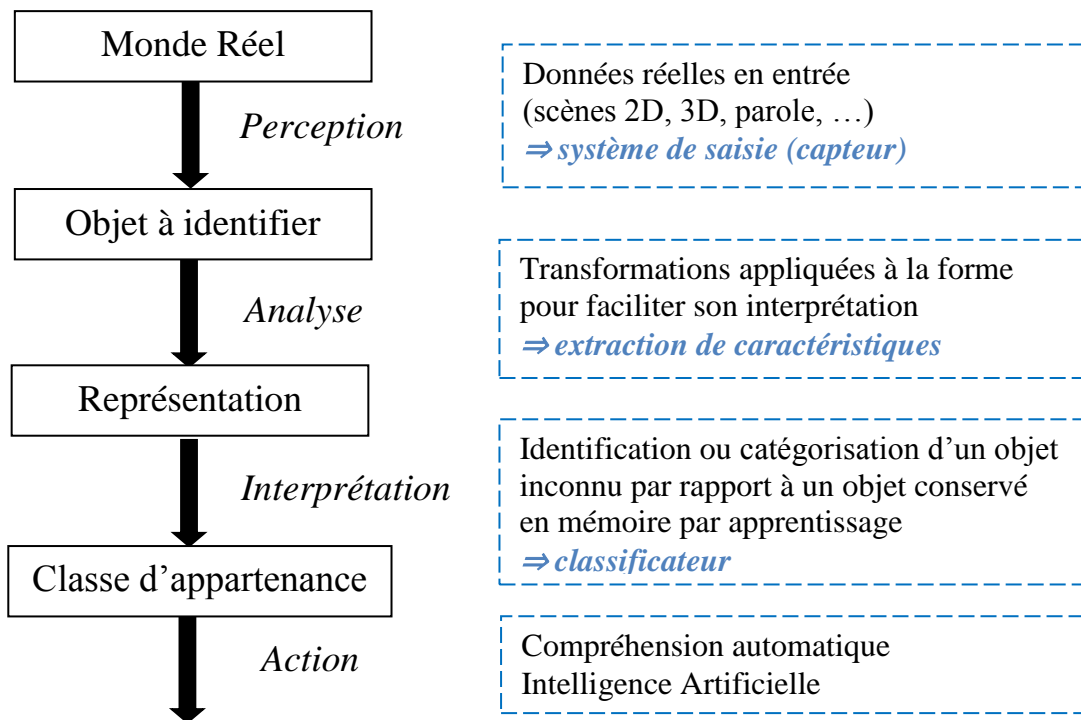 Monde Réel
Perception
Données réelles en entrée
(scènes 2D, 3D, parole, …)
⇒ système de saisie (capteur)
Objet à identifier
Analyse
Transformations appliquées à la forme
pour faciliter son interprétation
⇒ extraction de caractéristiques
Représentation
Interprétation
Identification ou catégorisation d’un objet
inconnu par rapport à un objet conservé
en mémoire par apprentissage
⇒ classificateur
Classe d’appartenance
Action
Compréhension automatique
Intelligence Artificielle